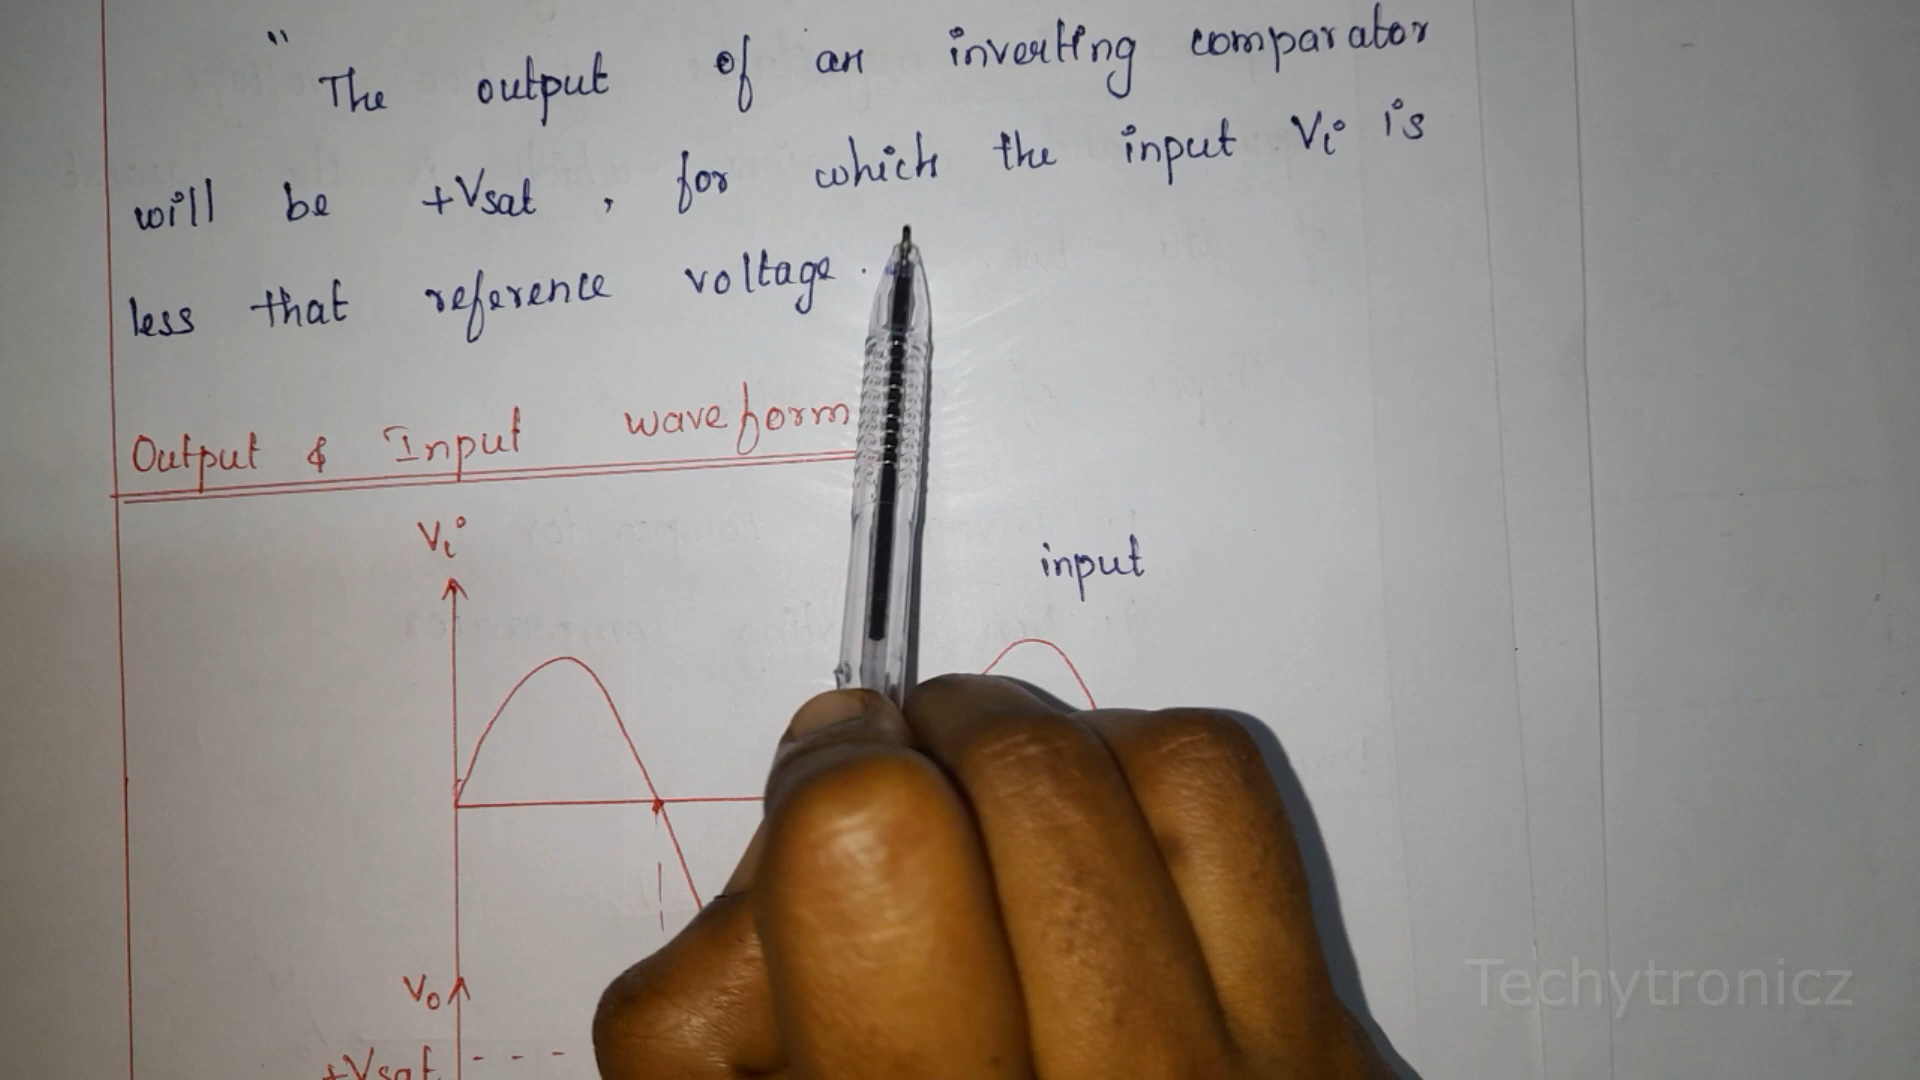 " The output of an inverting comparator
will be +Vsat , for which the input Vi is
less that reference voltage .
Output & Input waveform
Vi
input
Vo
+Vsat
Techytronicz